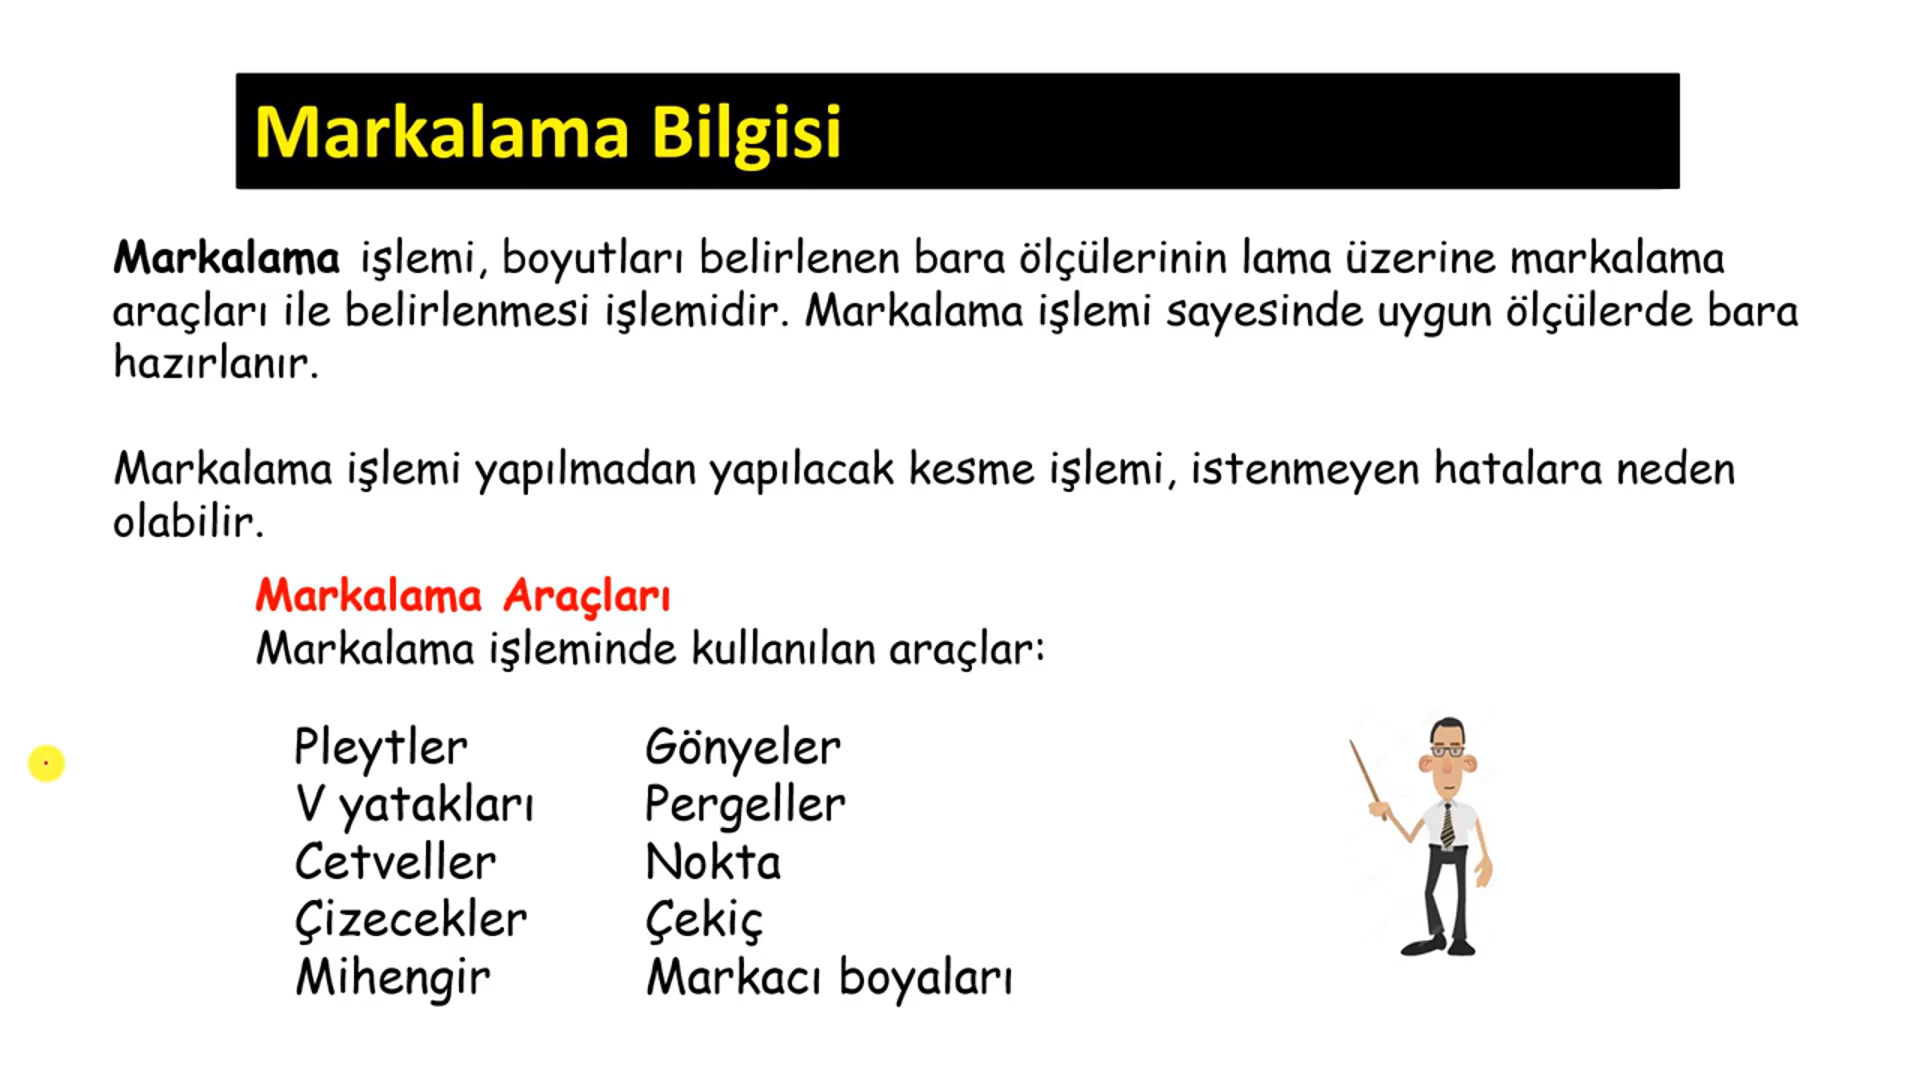 Markalama Bilgisi
Markalama işlemi, boyutları belirlenen bara ölçülerinin lama üzerine markalama
araçları ile belirlenmesi işlemidir. Markalama işlemi sayesinde uygun ölçülerde bara
hazırlanır.
Markalama işlemi yapılmadan yapılacak kesme işlemi, istenmeyen hatalara neden
olabilir.
Markalama Araçları
Markalama işleminde kullanılan araçlar:
Pleytler
V yatakları
Cetveller
Çizecekler
Mihengir
Gönyeler
Pergeller
Nokta
Çekiç
Markacı boyaları